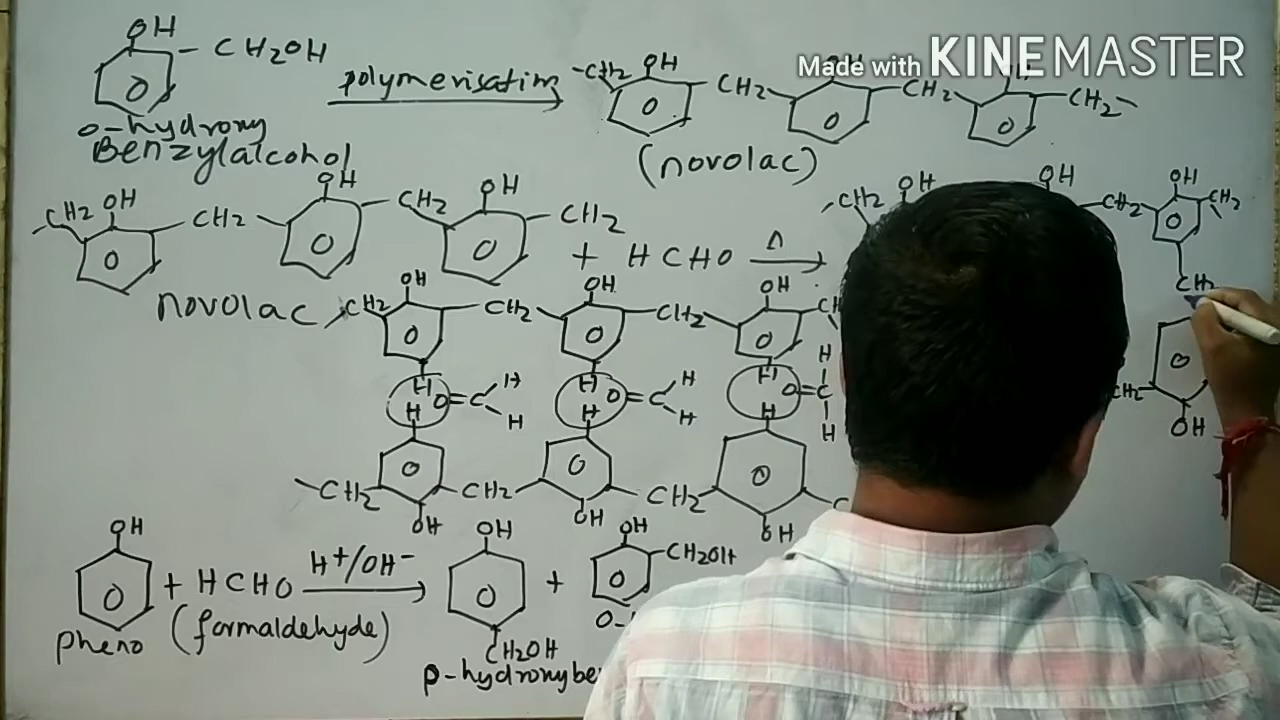 Made with KINEMASTER
OH
CH2OH
polymerisation
-CH2 OH CH2 OH CH2 CH2-
o-hydroxy
Benzylalcohol
(novolac)
CH2 OH CH2 OH CH2 OH CH2
+ HCHO Δ
CH2 OH OH CH2 OH CH2
CH2
novolac
CH2 OH CH2 OH CH2 OH
H H H
H O=C H H
H O=C H H
H O=C H H
CH2 OH
CH2 CH2 CH2
OH OH OH
OH
+ HCHO H+/OH-
OH + OH CH2OH
pheno (formaldehyde)
CH2OH
p-hydroxybe